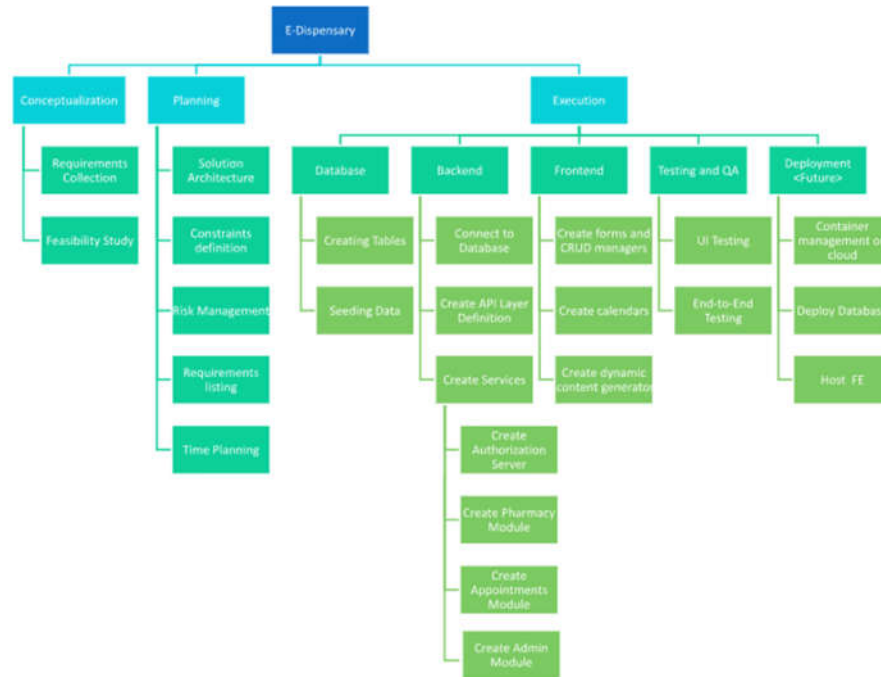 E-Dispensary
Conceptualization
Planning
Execution
Requirements
Collection
Feasibility Study
Solution
Architecture
Constraints
definition
Risk Management
Requirements
listing
Time Planning
Database
Backend
Frontend
Testing and QA
Deployment
<Future>
Creating Tables
Seeding Data
Connect to
Database
Create API Layer
Definition
Create Services
Create
Authorization
Server
Create Pharmacy
Module
Create
Appointments
Module
Create Admin
Module
Create forms and
CRUD managers
Create calendars
Create dynamic
content generator
UI Testing
End-to-End
Testing
Container
management on
cloud
Deploy Database
Host FE